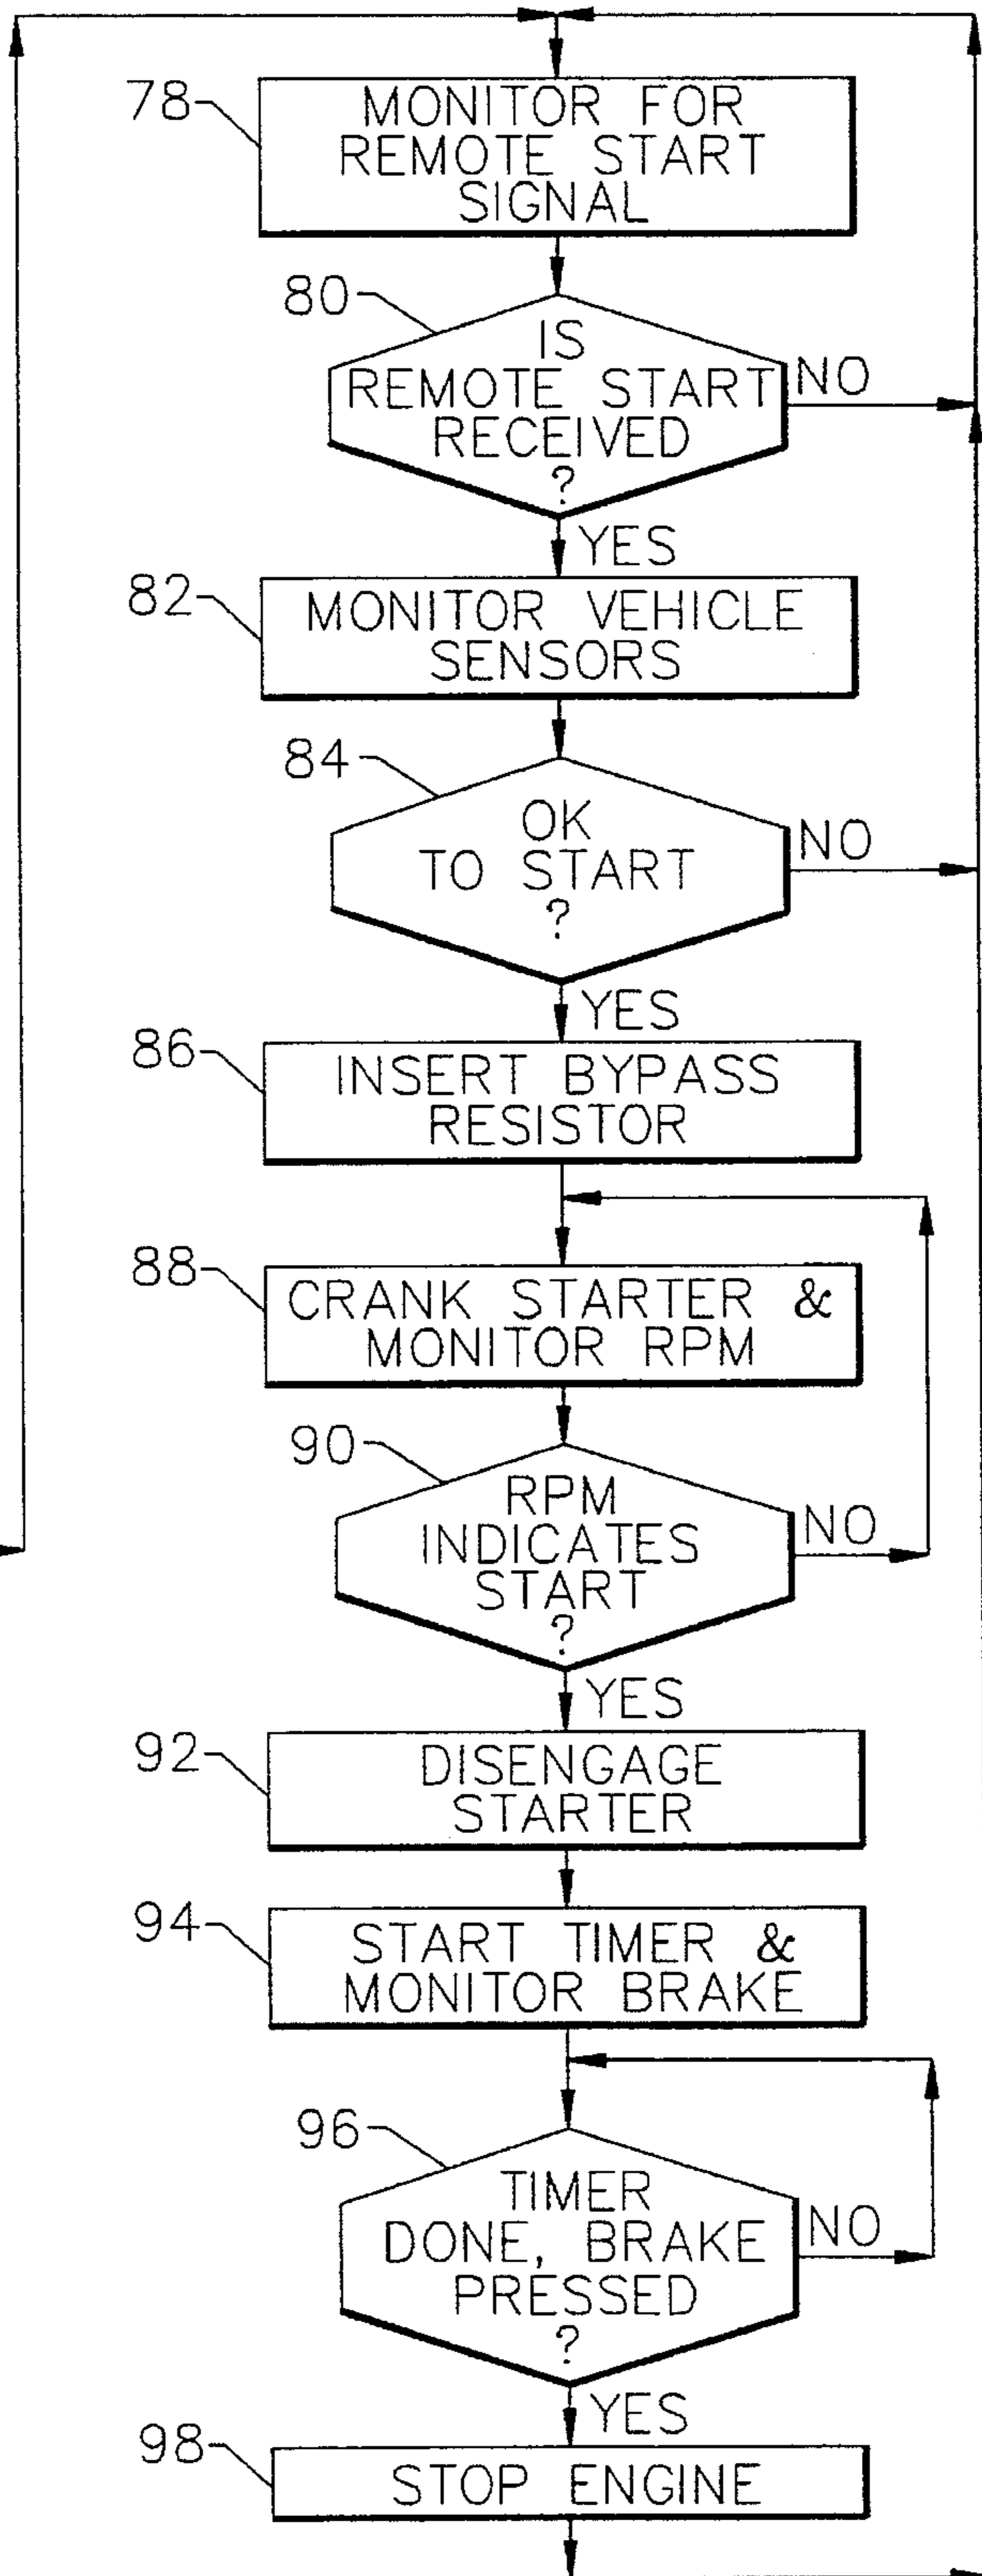 78
MONITOR FOR
REMOTE START
SIGNAL
80
IS
REMOTE START
RECEIVED
?
NO
YES
82
MONITOR VEHICLE
SENSORS
84
OK
TO START
?
NO
YES
86
INSERT BYPASS
RESISTOR
88
CRANK STARTER &
MONITOR RPM
90
RPM
INDICATES
START
?
NO
YES
92
DISENGAGE
STARTER
94
START TIMER &
MONITOR BRAKE
96
TIMER
DONE, BRAKE
PRESSED
?
NO
YES
98
STOP ENGINE